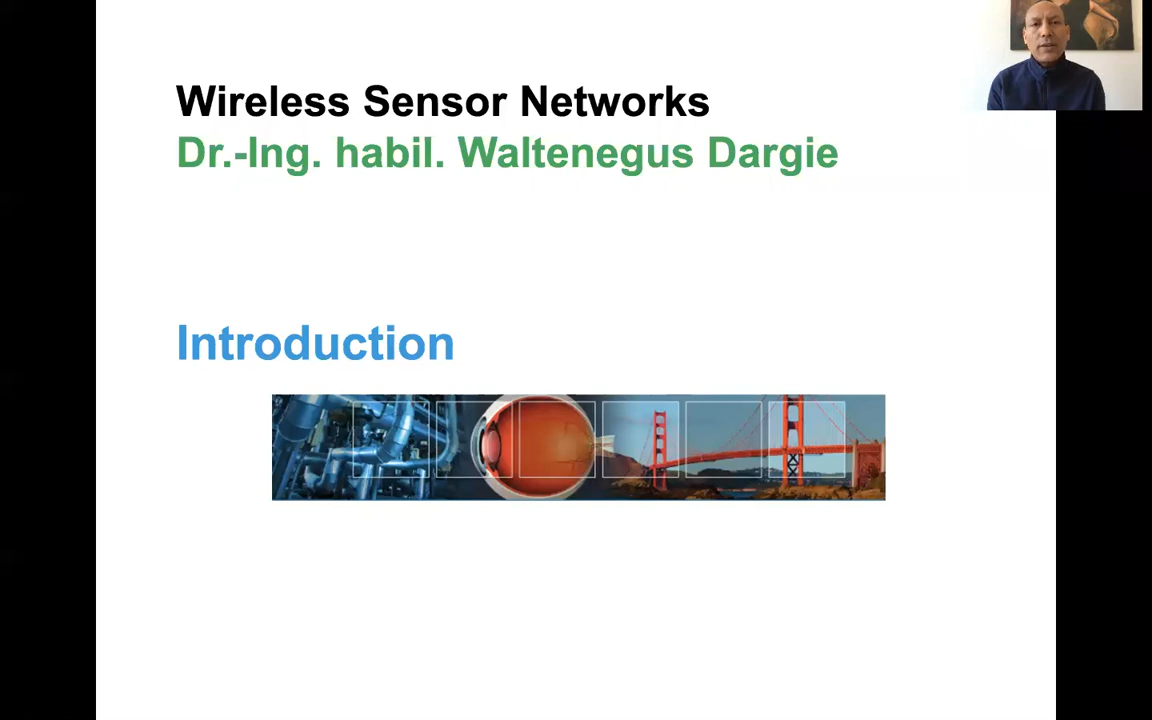 Wireless Sensor Networks
Dr.-Ing. habil. Waltenegus Dargie
Introduction